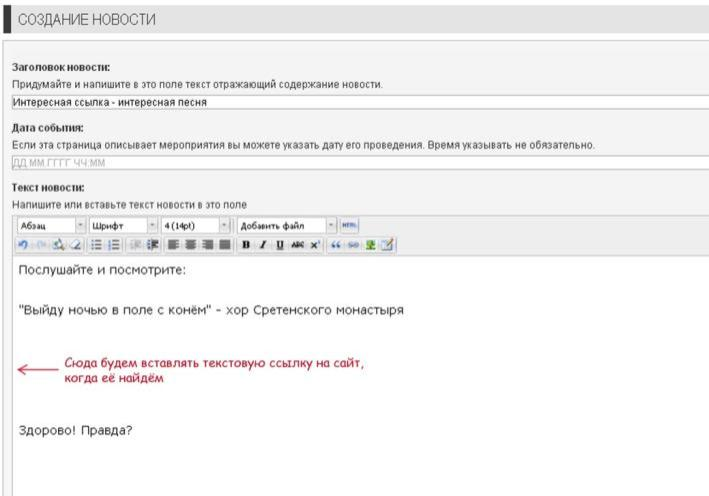 СОЗДАНИЕ НОВОСТИ
Заголовок новости:
Придумайте и напишите в это поле текст отражающий содержание новости.
Интересная ссылка - интересная песня
Дата события:
Если эта страница описывает мероприятия вы можете указать дату его проведения. Время указывать не обязательно.
ДД.ММ.ГГГГ ЧЧ:ММ
Текст новости:
Напишите или вставьте текст новости в это поле
Абзац Шрифт 4 (14pt) Добавить файл HTML
B I U ABC x²
Послушайте и посмотрите:
"Выйду ночью в поле с конём" - хор Сретенского монастыря
Сюда будем вставлять текстовую ссылку на сайт,
когда её найдём
Здорово! Правда?